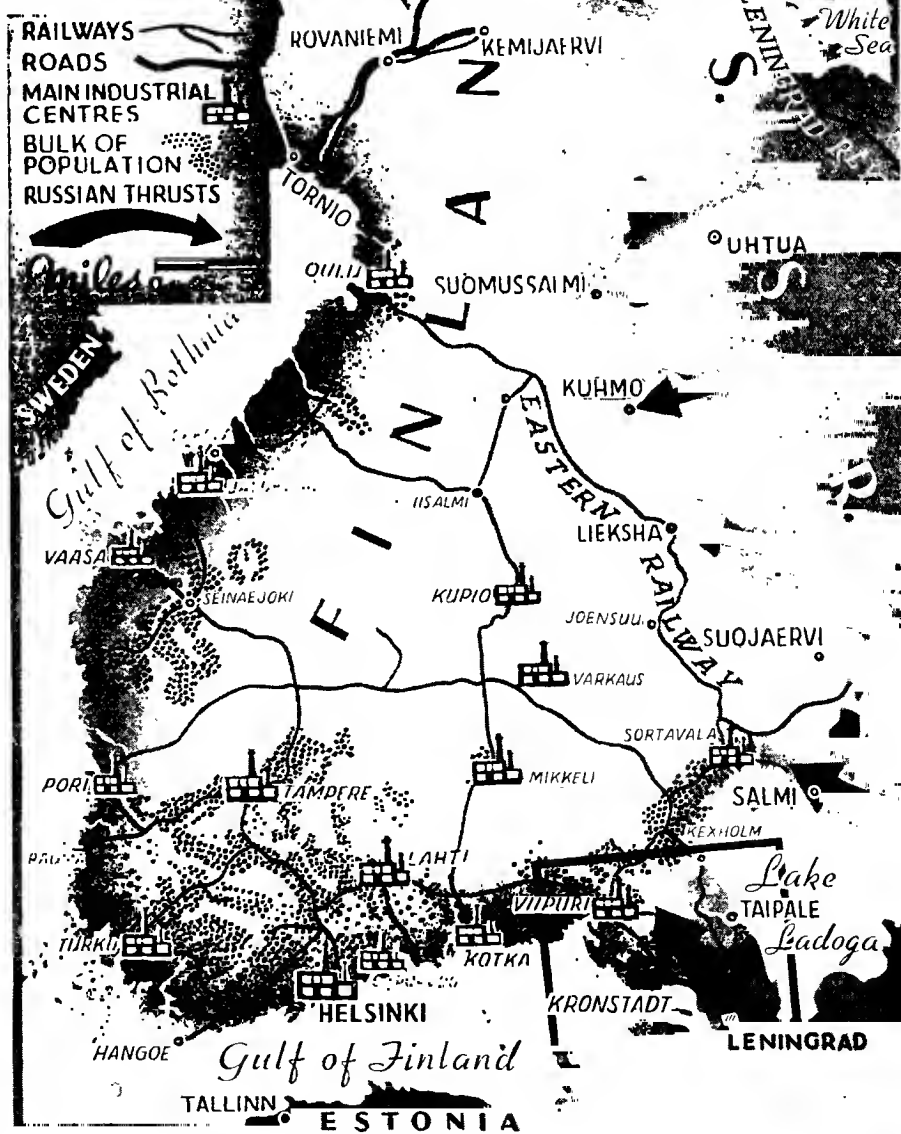 RAILWAYS
ROADS
MAIN INDUSTRIAL
CENTRES
BULK OF
POPULATION
RUSSIAN THRUSTS
Miles
ROVANIEMI
KEMIJAERVI
LENINGRAD
White
Sea
TORNIO
OULU
SUOMUSSALMI
UHTUA
SWEDEN
Gulf of Bothnia
KUHMO
EASTERN RAILWAY
FINLAN
S.S.R.
IISALMI
LIEKSHA
VAASA
SEINAEJOKI
KUPIO
JOENSUU
SUOJAERVI
VARKAUS
SORTAVALA
PORI
TAMPERE
MIKKELI
SALMI
KEXHOLM
LAHTI
Lake
Ladoga
VIIPURI
TAIPALE
TURKU
KOTKA
HELSINKI
KRONSTADT
LENINGRAD
HANGOE
Gulf of Finland
TALLINN
ESTONIA